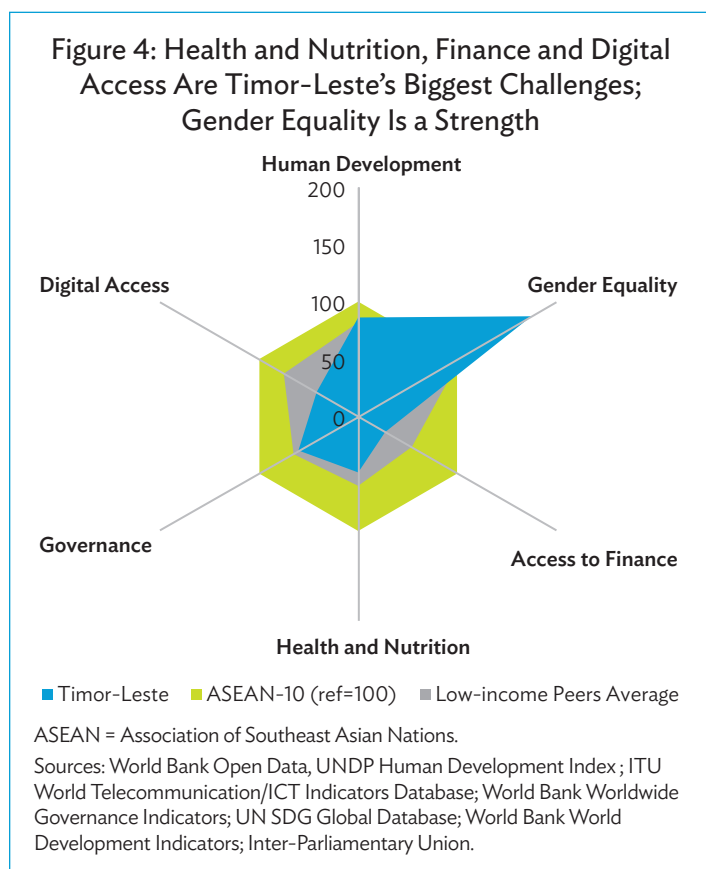 Figure 4: Health and Nutrition, Finance and Digital
Access Are Timor-Leste's Biggest Challenges;
Gender Equality Is a Strength
Human Development
200
150
Digital Access
Gender Equality
100
50
0
Governance
Access to Finance
Health and Nutrition
Timor-Leste ASEAN-10 (ref=100) Low-income Peers Average
ASEAN = Association of Southeast Asian Nations.
Sources: World Bank Open Data, UNDP Human Development Index ; ITU
World Telecommunication/ICT Indicators Database; World Bank Worldwide
Governance Indicators; UN SDG Global Database; World Bank World
Development Indicators; Inter-Parliamentary Union.